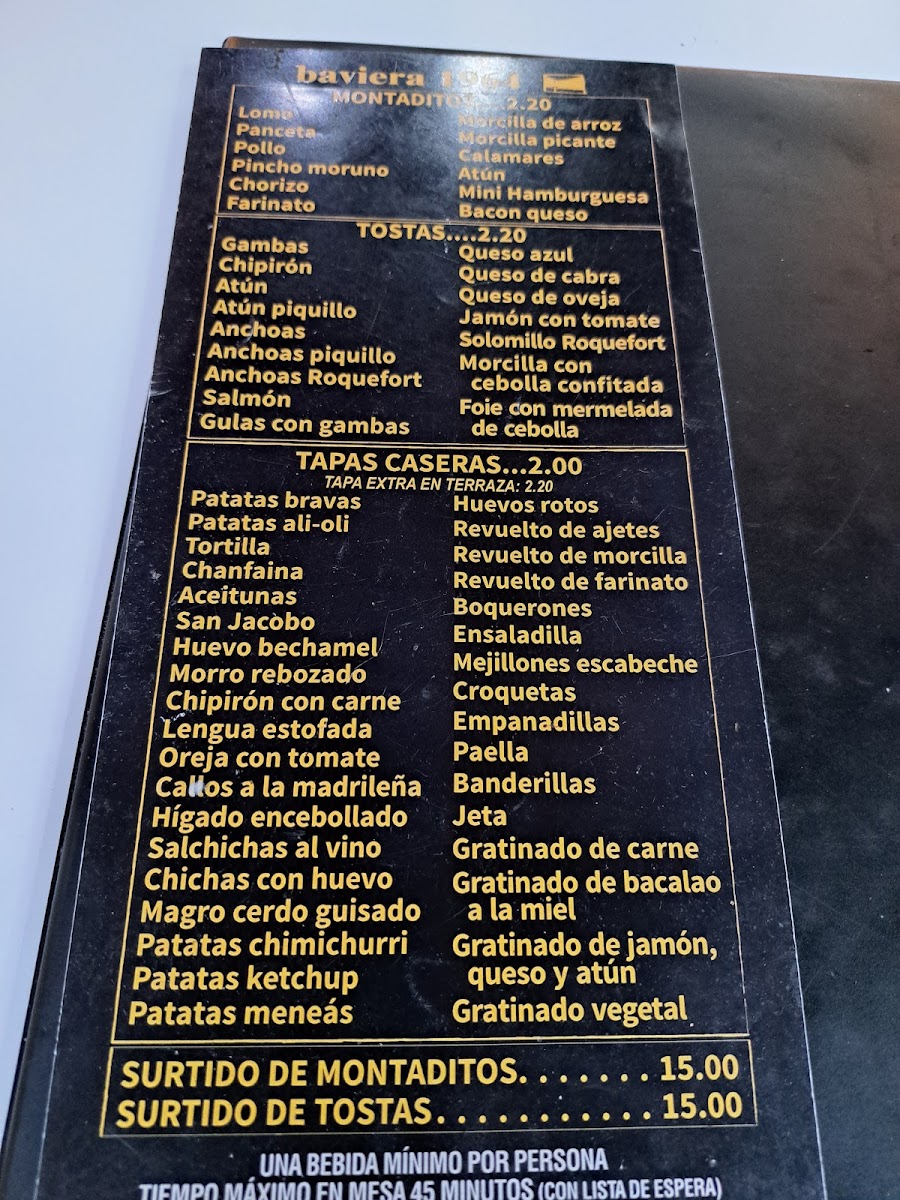 baviera 1964
MONTADITOS....2.20
Lomo
Panceta
Pollo
Pincho moruno
Chorizo
Farinato
Morcilla de arroz
Morcilla picante
Calamares
Atún
Mini Hamburguesa
Bacon queso
TOSTAS....2.20
Gambas
Chipirón
Atún
Atún piquillo
Anchoas
Anchoas piquillo
Anchoas Roquefort
Salmón
Gulas con gambas
Queso azul
Queso de cabra
Queso de oveja
Jamón con tomate
Solomillo Roquefort
Morcilla con
cebolla confitada
Foie con mermelada
de cebolla
TAPAS CASERAS...2.00
TAPA EXTRA EN TERRAZA: 2.20
Patatas bravas
Patatas ali-oli
Tortilla
Chanfaina
Aceitunas
San Jacobo
Huevo bechamel
Morro rebozado
Chipirón con carne
Lengua estofada
Oreja con tomate
Callos a la madrileña
Hígado encebollado
Salchichas al vino
Chichas con huevo
Magro cerdo guisado
Patatas chimichurri
Patatas ketchup
Patatas meneás
Huevos rotos
Revuelto de ajetes
Revuelto de morcilla
Revuelto de farinato
Boquerones
Ensaladilla
Mejillones escabeche
Croquetas
Empanadillas
Paella
Banderillas
Jeta
Gratinado de carne
Gratinado de bacalao
a la miel
Gratinado de jamón,
queso y atún
Gratinado vegetal
SURTIDO DE MONTADITOS. . . . . . . 15.00
SURTIDO DE TOSTAS. . . . . . . . . . . 15.00
UNA BEBIDA MÍNIMO POR PERSONA
TIEMPO MÁXIMO EN MESA 45 MINUTOS (CON LISTA DE ESPERA)